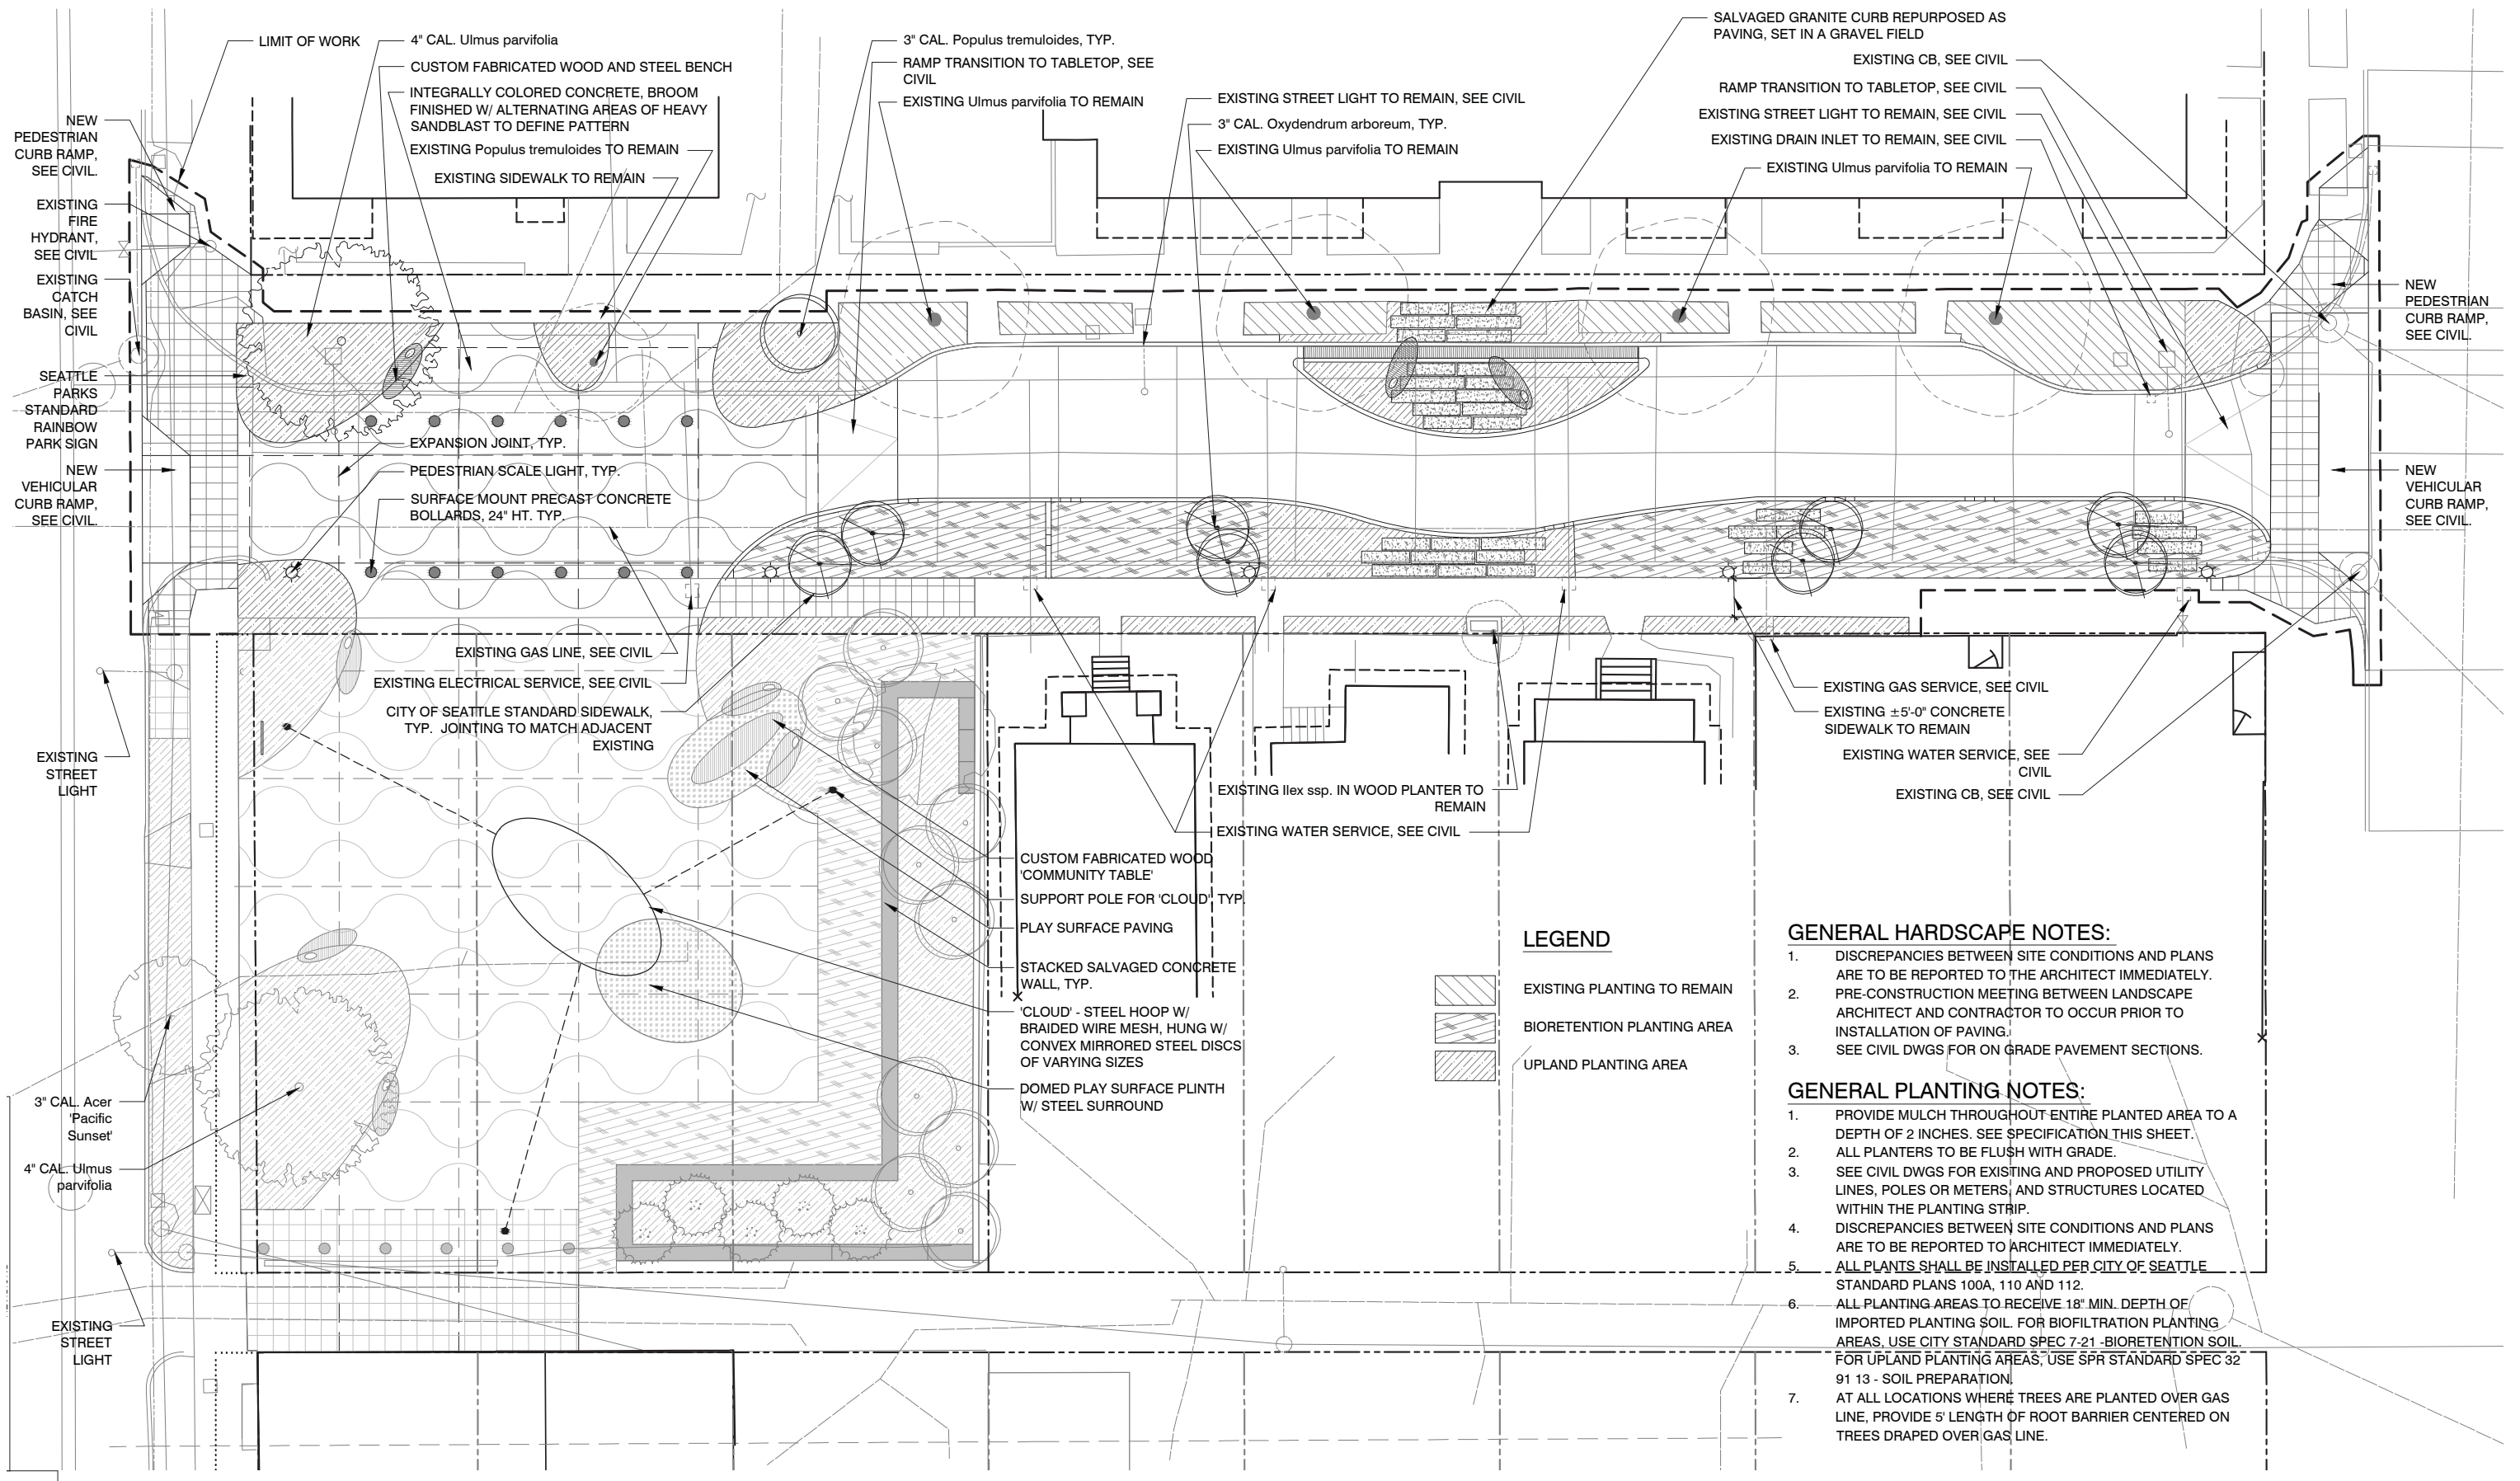 LIMIT OF WORK
4" CAL. Ulmus parvifolia
CUSTOM FABRICATED WOOD AND STEEL BENCH
INTEGRALLY COLORED CONCRETE, BROOM
FINISHED W/ ALTERNATING AREAS OF HEAVY
SANDBLAST TO DEFINE PATTERN
EXISTING Populus tremuloides TO REMAIN
EXISTING SIDEWALK TO REMAIN
3" CAL. Populus tremuloides, TYP.
RAMP TRANSITION TO TABLETOP, SEE
CIVIL
EXISTING Ulmus parvifolia TO REMAIN
EXISTING STREET LIGHT TO REMAIN, SEE CIVIL
3" CAL. Oxydendrum arboreum, TYP.
EXISTING Ulmus parvifolia TO REMAIN
SALVAGED GRANITE CURB REPURPOSED AS
PAVING, SET IN A GRAVEL FIELD
EXISTING CB, SEE CIVIL
RAMP TRANSITION TO TABLETOP, SEE CIVIL
EXISTING STREET LIGHT TO REMAIN, SEE CIVIL
EXISTING DRAIN INLET TO REMAIN, SEE CIVIL
EXISTING Ulmus parvifolia TO REMAIN
NEW
PEDESTRIAN
CURB RAMP,
SEE CIVIL.
EXISTING
FIRE
HYDRANT,
SEE CIVIL
EXISTING
CATCH
BASIN, SEE
CIVIL
SEATTLE
PARKS
STANDARD
RAINBOW
PARK SIGN
NEW
VEHICULAR
CURB RAMP,
SEE CIVIL.
EXPANSION JOINT, TYP.
PEDESTRIAN SCALE LIGHT, TYP.
SURFACE MOUNT PRECAST CONCRETE
BOLLARDS, 24" HT. TYP.
NEW
PEDESTRIAN
CURB RAMP,
SEE CIVIL.
NEW
VEHICULAR
CURB RAMP,
SEE CIVIL.
EXISTING GAS LINE, SEE CIVIL
EXISTING ELECTRICAL SERVICE, SEE CIVIL
CITY OF SEATTLE STANDARD SIDEWALK,
TYP. JOINTING TO MATCH ADJACENT
EXISTING
EXISTING
STREET
LIGHT
EXISTING GAS SERVICE, SEE CIVIL
EXISTING ±5'-0" CONCRETE
SIDEWALK TO REMAIN
EXISTING WATER SERVICE, SEE
CIVIL
EXISTING CB, SEE CIVIL
EXISTING Ilex ssp. IN WOOD PLANTER TO
REMAIN
EXISTING WATER SERVICE, SEE CIVIL
CUSTOM FABRICATED WOOD
'COMMUNITY TABLE'
SUPPORT POLE FOR 'CLOUD', TYP.
PLAY SURFACE PAVING
STACKED SALVAGED CONCRETE
WALL, TYP.
'CLOUD' - STEEL HOOP W/
BRAIDED WIRE MESH, HUNG W/
CONVEX MIRRORED STEEL DISCS
OF VARYING SIZES
DOMED PLAY SURFACE PLINTH
W/ STEEL SURROUND
3" CAL. Acer
'Pacific
Sunset'
4" CAL. Ulmus
parvifolia
EXISTING
STREET
LIGHT
LEGEND
EXISTING PLANTING TO REMAIN
BIORETENTION PLANTING AREA
UPLAND PLANTING AREA
GENERAL HARDSCAPE NOTES:
1. DISCREPANCIES BETWEEN SITE CONDITIONS AND PLANS
ARE TO BE REPORTED TO THE ARCHITECT IMMEDIATELY.
2. PRE-CONSTRUCTION MEETING BETWEEN LANDSCAPE
ARCHITECT AND CONTRACTOR TO OCCUR PRIOR TO
INSTALLATION OF PAVING.
3. SEE CIVIL DWGS FOR ON GRADE PAVEMENT SECTIONS.
GENERAL PLANTING NOTES:
1. PROVIDE MULCH THROUGHOUT ENTIRE PLANTED AREA TO A
DEPTH OF 2 INCHES. SEE SPECIFICATION THIS SHEET.
2. ALL PLANTERS TO BE FLUSH WITH GRADE.
3. SEE CIVIL DWGS FOR EXISTING AND PROPOSED UTILITY
LINES, POLES OR METERS, AND STRUCTURES LOCATED
WITHIN THE PLANTING STRIP.
4. DISCREPANCIES BETWEEN SITE CONDITIONS AND PLANS
ARE TO BE REPORTED TO ARCHITECT IMMEDIATELY.
5. ALL PLANTS SHALL BE INSTALLED PER CITY OF SEATTLE
STANDARD PLANS 100A, 110 AND 112.
6. ALL PLANTING AREAS TO RECEIVE 18" MIN. DEPTH OF
IMPORTED PLANTING SOIL. FOR BIOFILTRATION PLANTING
AREAS, USE CITY STANDARD SPEC 7-21 -BIORETENTION SOIL.
FOR UPLAND PLANTING AREAS, USE SPR STANDARD SPEC 32
91 13 - SOIL PREPARATION.
7. AT ALL LOCATIONS WHERE TREES ARE PLANTED OVER GAS
LINE, PROVIDE 5' LENGTH OF ROOT BARRIER CENTERED ON
TREES DRAPED OVER GAS LINE.